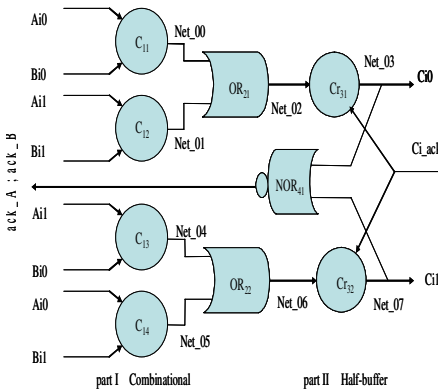 Ai0
Net_00
C11
Bi0
OR21
Net_03
Ci0
Cr31
Ai1
Net_02
C12
Net_01
Bi1
Ci_ack
NOR41
ack_A ; ack_B
Ai1
Net_04
C13
Bi0
Ai0
OR22
Cr32
Ci1
Net_06
Net_07
C14
Net_05
Bi1
part I Combinational
part II Half-buffer